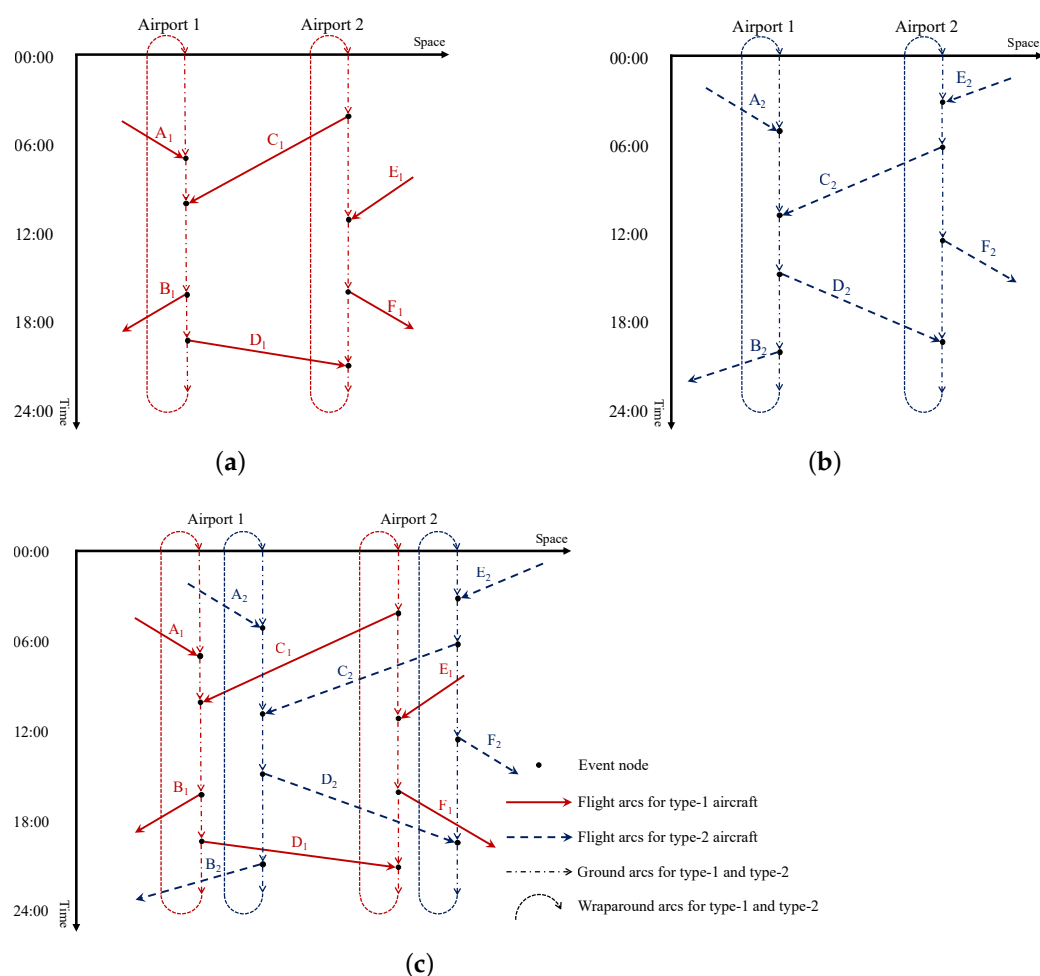 Airport 1 Airport 2
Space
00:00
A₁ C₁
06:00
E₁
12:00
B₁ F₁
18:00
D₁
24:00
Time
(a)
Airport 1 Airport 2
Space
00:00
A₂ E₂
06:00
C₂
12:00
F₂
D₂
18:00
B₂
24:00
Time
(b)
Airport 1 Airport 2
Space
00:00
A₂ E₂
A₁
06:00
C₁ C₂ E₁
12:00
F₂
Event node
D₂
B₁ F₁
Flight arcs for type-1 aircraft
18:00
D₁
Flight arcs for type-2 aircraft
B₂
Ground arcs for type-1 and type-2
24:00
Wraparound arcs for type-1 and type-2
Time
(c)